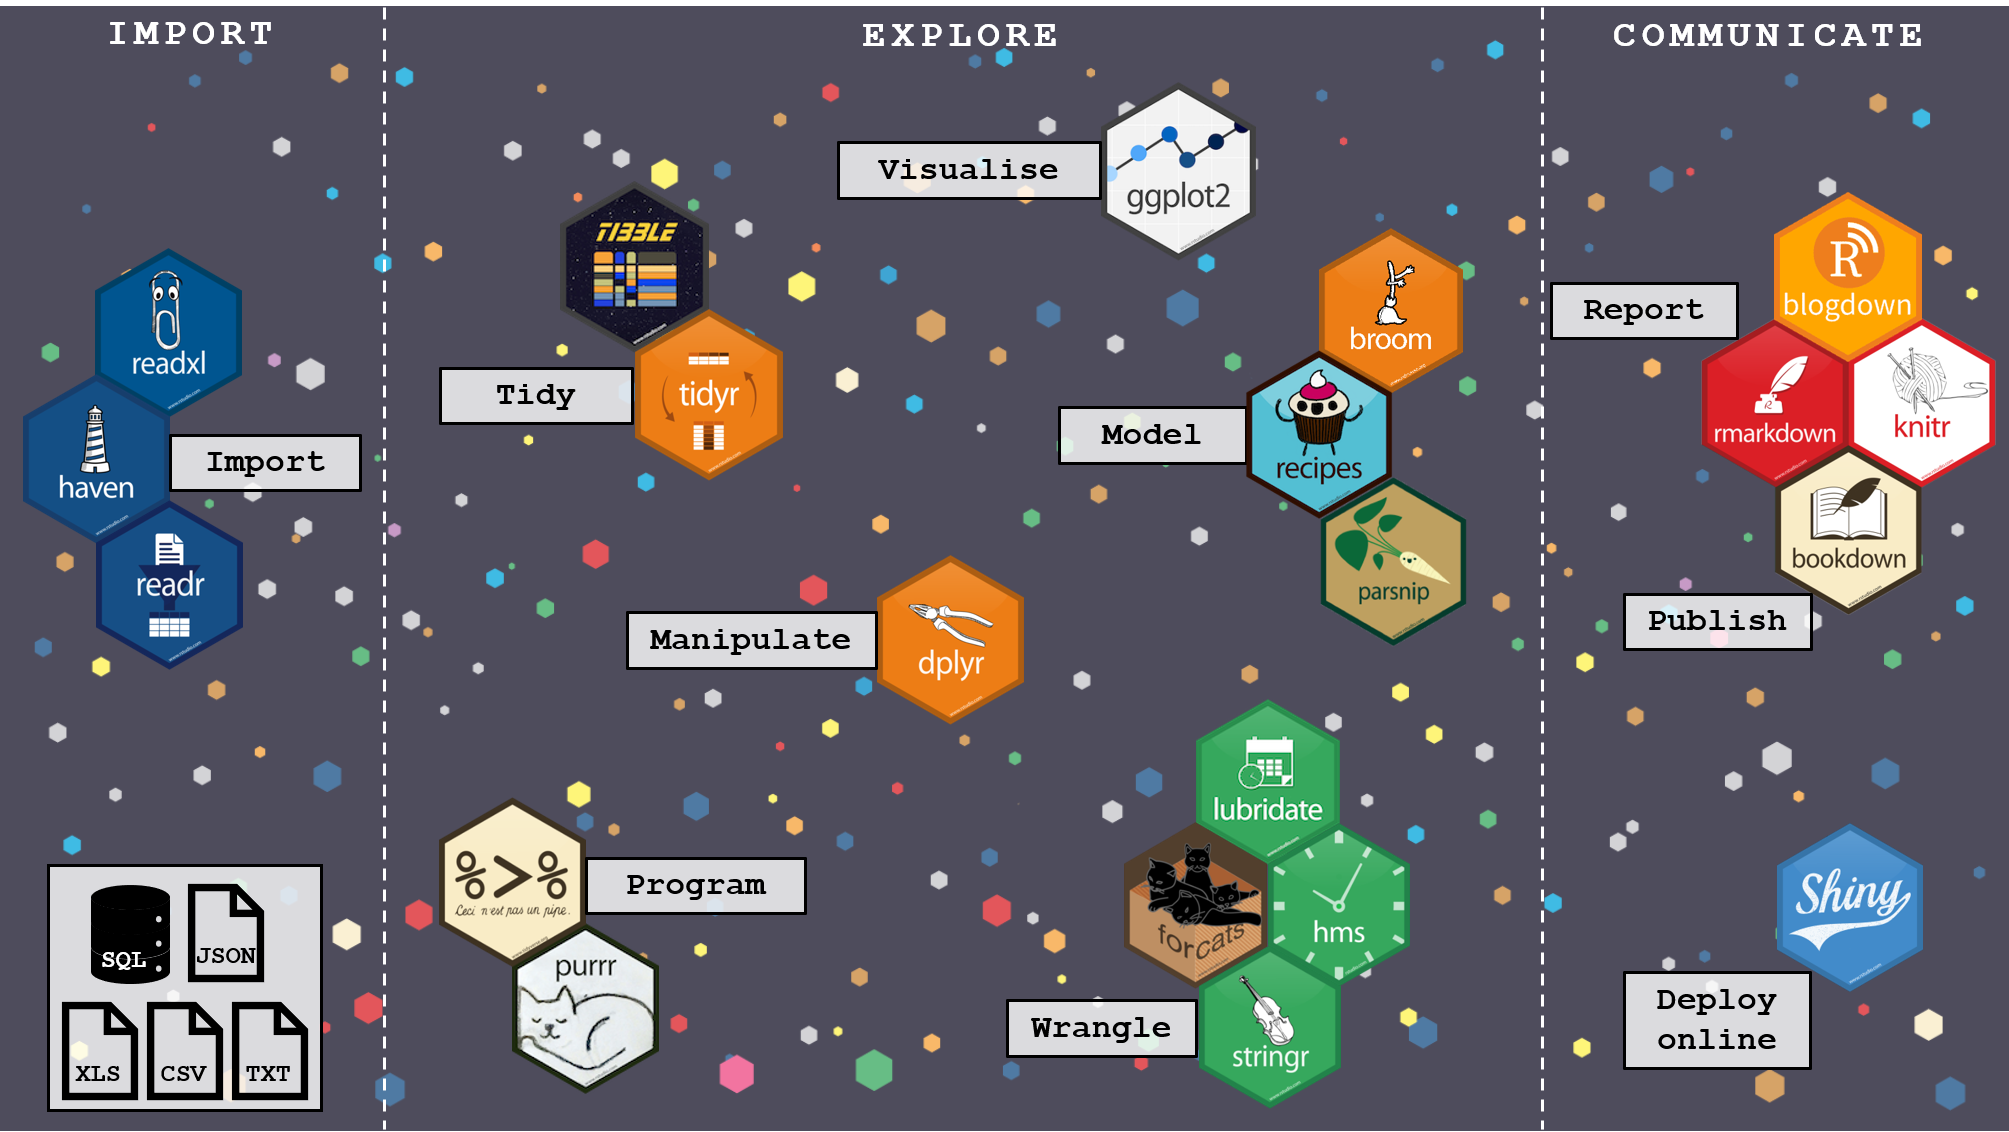 IMPORT
EXPLORE
COMMUNICATE
readxl
haven
Import
readr
SQL
JSON
XLS
CSV
TXT
Visualise
ggplot2
TIBBLE
Tidy
tidyr
broom
Model
recipes
parsnip
Manipulate
dplyr
%>%
Ceci n'est pas un pipe.
Program
purrr
lubridate
forcats
hms
Wrangle
stringr
R
blogdown
Report
rmarkdown
knitr
bookdown
Publish
Shiny
Deploy
online